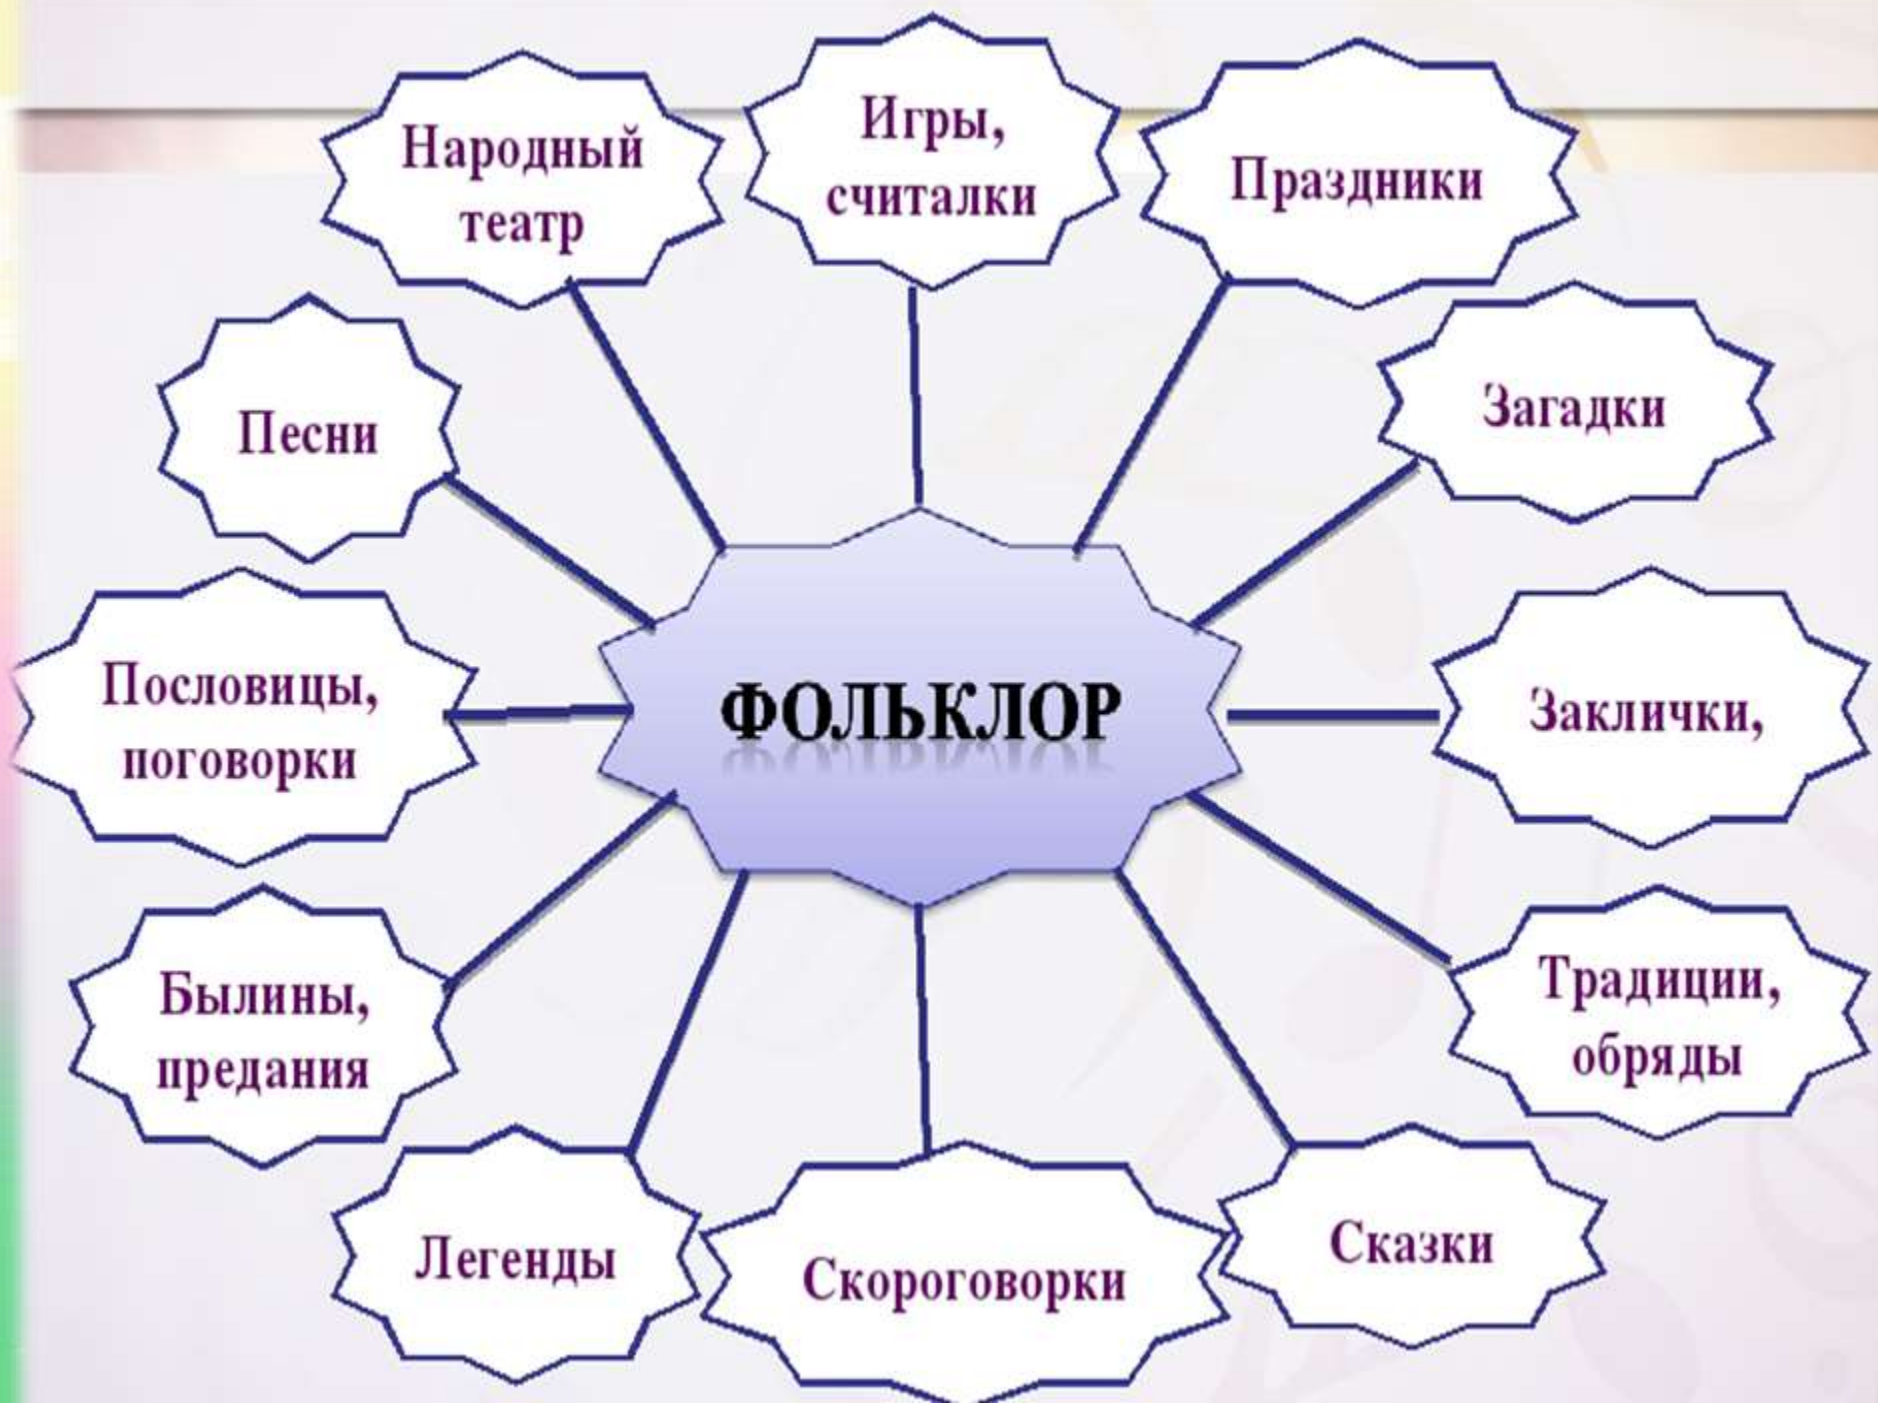 Народный
театр
Игры,
считалки
Праздники
Песни
Загадки
Пословицы,
поговорки
ФОЛЬКЛОР
Заклички,
Былины,
предания
Традиции,
обряды
Легенды
Скороговорки
Сказки